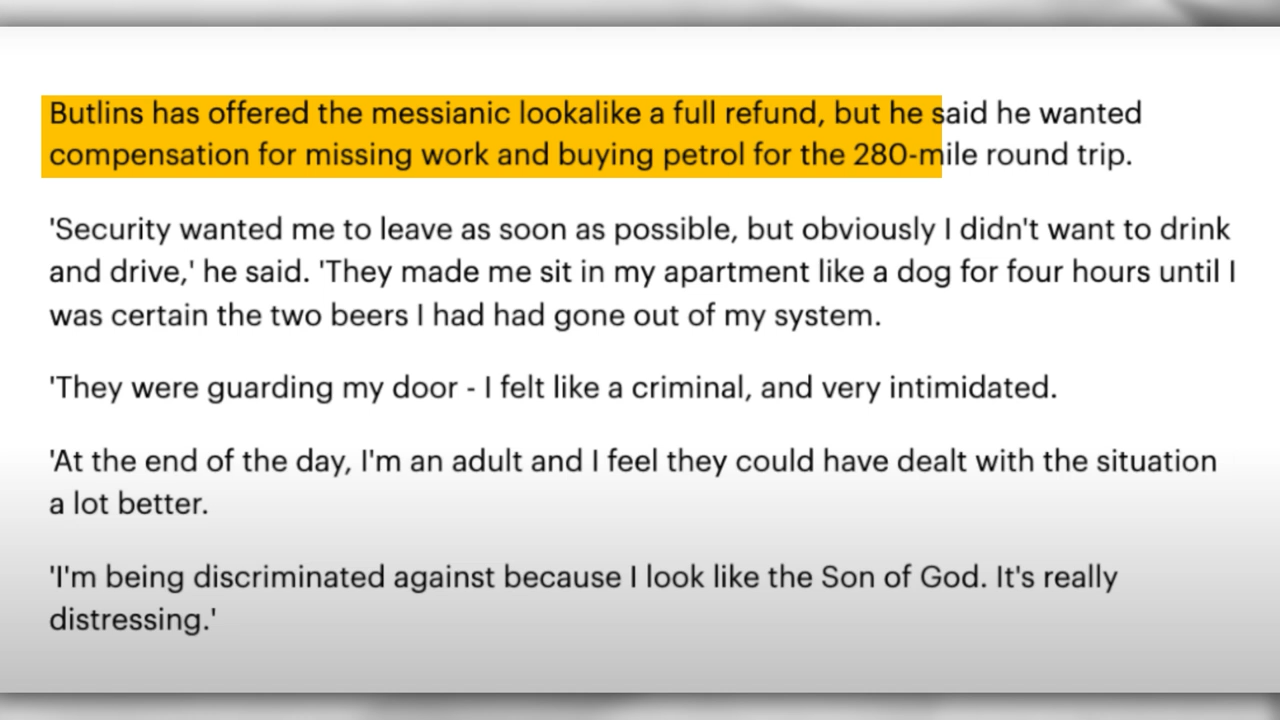 Butlins has offered the messianic lookalike a full refund, but he said he wanted
compensation for missing work and buying petrol for the 280-mile round trip.
'Security wanted me to leave as soon as possible, but obviously I didn't want to drink
and drive,' he said. 'They made me sit in my apartment like a dog for four hours until I
was certain the two beers I had had gone out of my system.
'They were guarding my door - I felt like a criminal, and very intimidated.
'At the end of the day, I'm an adult and I feel they could have dealt with the situation
a lot better.
'I'm being discriminated against because I look like the Son of God. It's really
distressing.'